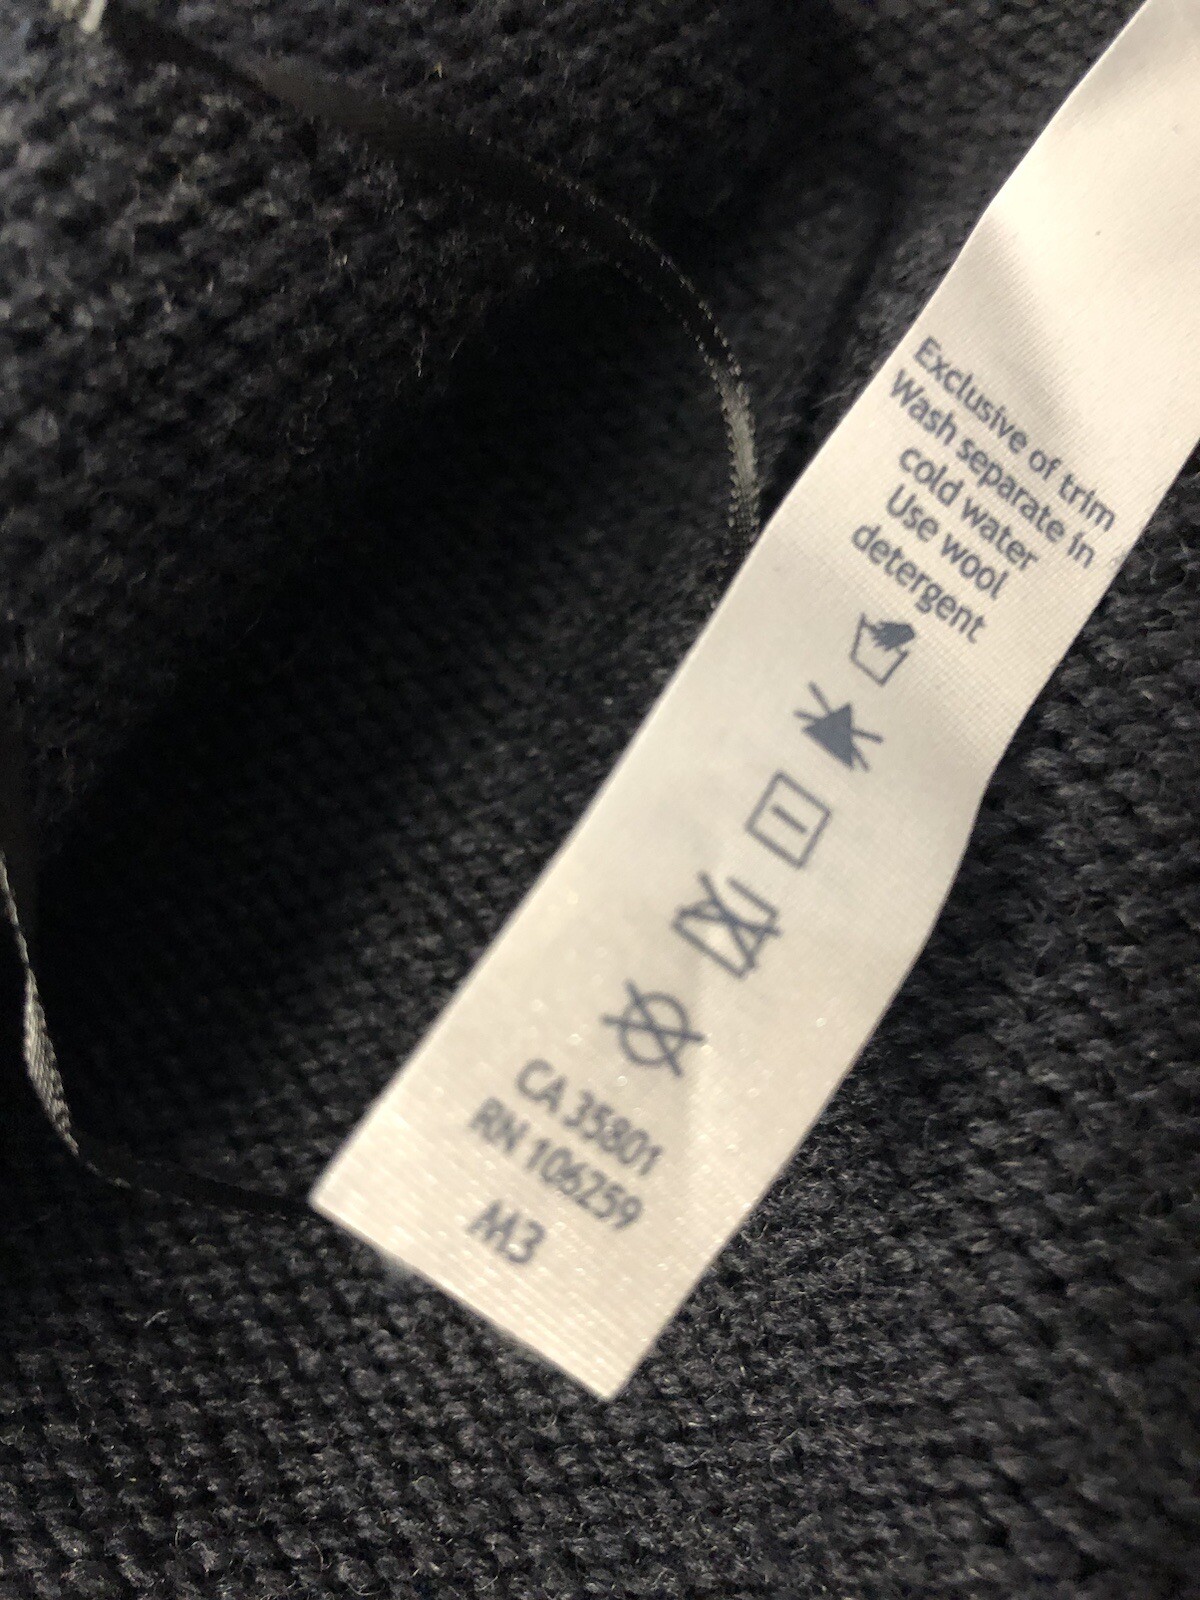 Exclusive of trim
Wash separate in
cold water
Use wool
detergent
CA 35801
RN 106259
M3